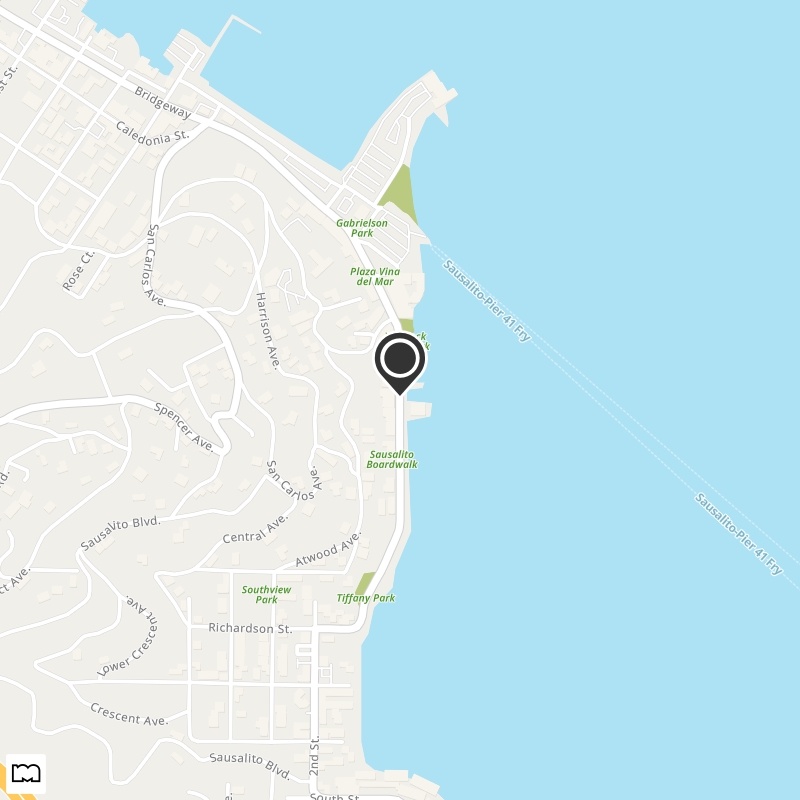 Bridgeway
Caledonia St.
San Carlos Ave.
Rose Ct.
Gabrielson
Park
Plaza Vina
del Mar
Sausalito-Pier 41 Fry
Harrison Ave.
Spencer Ave.
Sausalito
Boardwalk
San Carlos
Ave.
Sausalito Blvd.
Central Ave.
Atwood Ave.
Sausalito-Pier 41 Fry
Southview
Park
Tiffany Park
Richardson St.
Lower Crescent Ave.
Crescent Ave.
Sausalito Blvd.
2nd St.
South St.